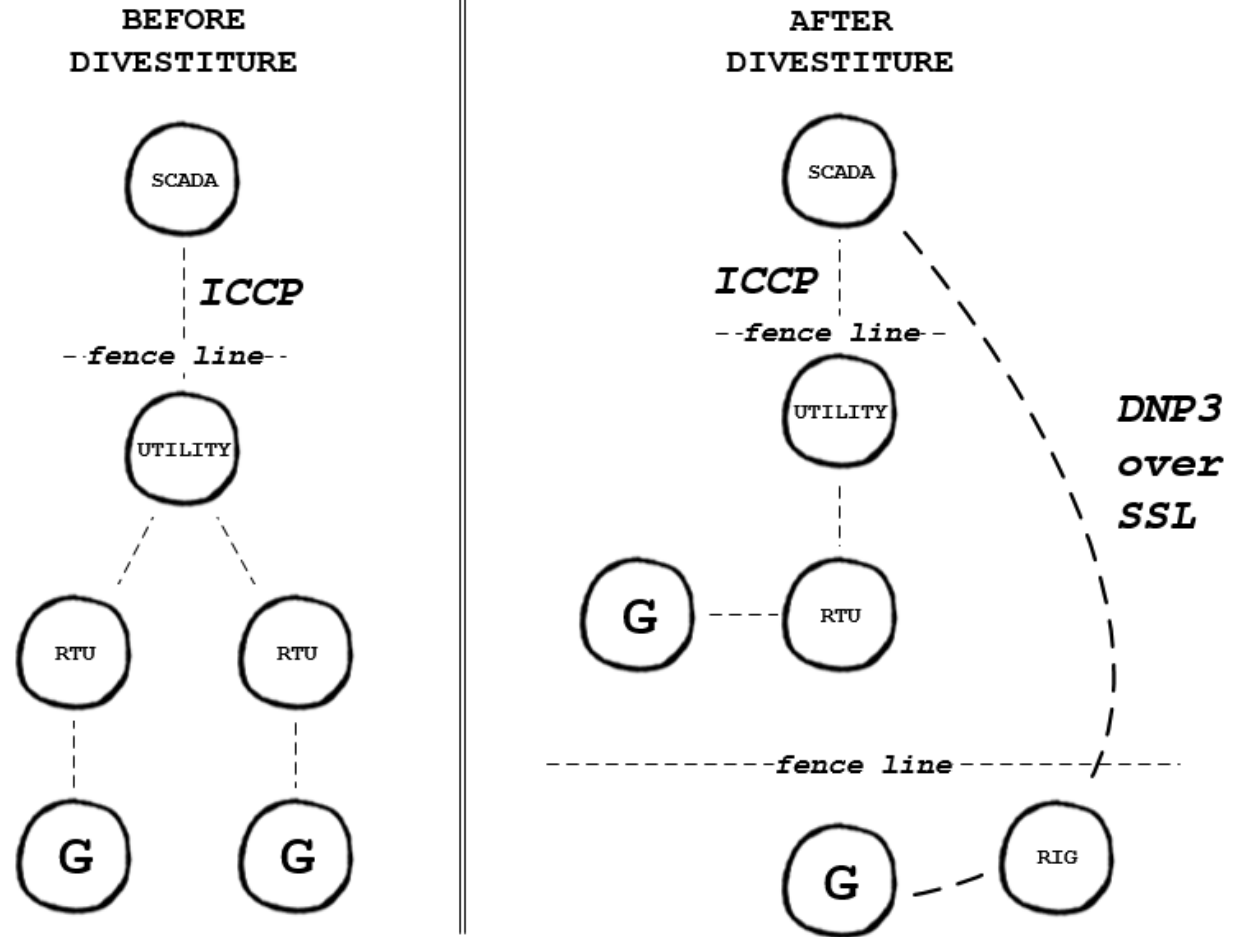 BEFORE
DIVESTITURE
SCADA
ICCP
fence line
UTILITY
RTU
RTU
G
G
AFTER
DIVESTITURE
SCADA
ICCP
fence line
UTILITY
DNP3
over
SSL
G
RTU
fence line
G
RIG